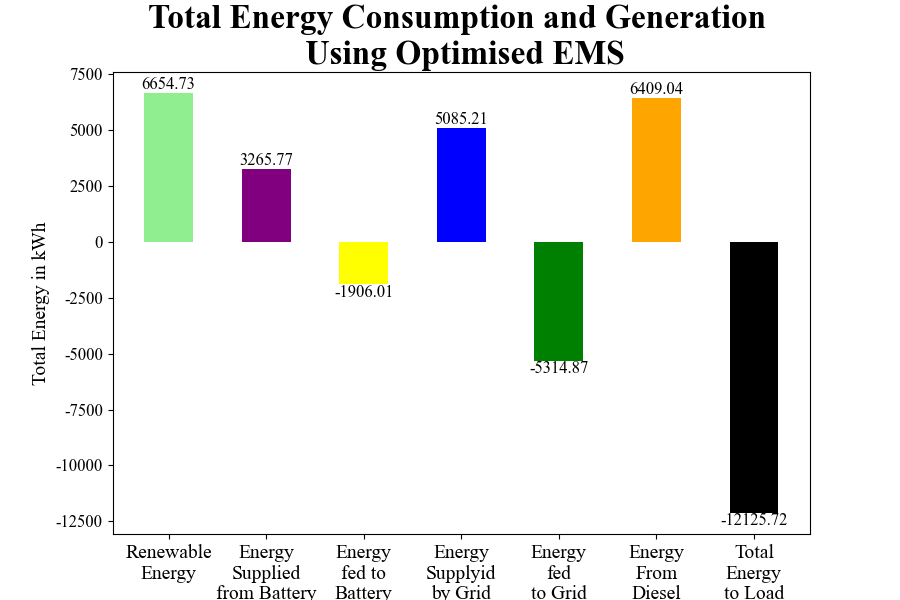 Total Energy Consumption and Generation
Using Optimised EMS
Total Energy in kWh
7500
5000
2500
0
-2500
-5000
-7500
-10000
-12500
6654.73
3265.77
-1906.01
5085.21
-5314.87
6409.04
-12125.72
Renewable
Energy
Energy
Supplied
from Battery
Energy
fed to
Battery
Energy
Supplyid
by Grid
Energy
fed
to Grid
Energy
From
Diesel
Total
Energy
to Load